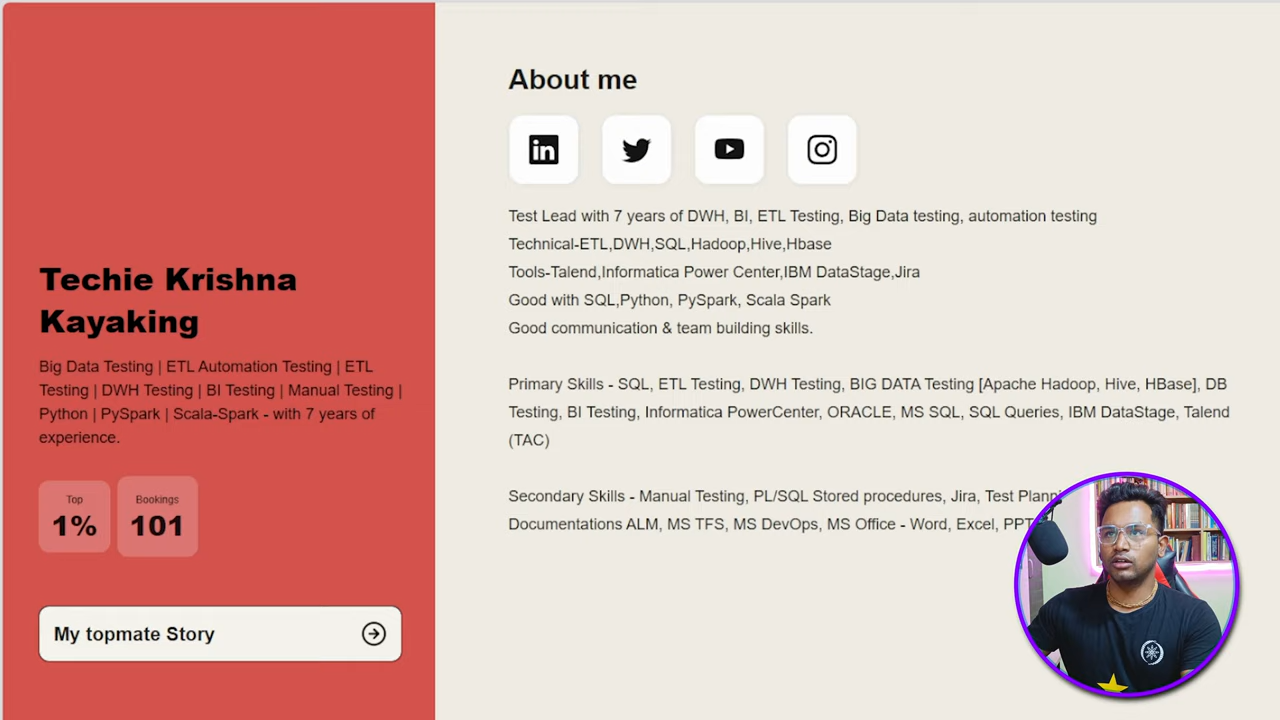 Techie Krishna
Kayaking
Big Data Testing | ETL Automation Testing | ETL
Testing | DWH Testing | BI Testing | Manual Testing |
Python | PySpark | Scala-Spark - with 7 years of
experience.
Top
1%
Bookings
101
My topmate Story
About me
in
Test Lead with 7 years of DWH, BI, ETL Testing, Big Data testing, automation testing
Technical-ETL,DWH,SQL,Hadoop,Hive,Hbase
Tools-Talend,Informatica Power Center,IBM DataStage,Jira
Good with SQL,Python, PySpark, Scala Spark
Good communication & team building skills.
Primary Skills - SQL, ETL Testing, DWH Testing, BIG DATA Testing [Apache Hadoop, Hive, HBase], DB
Testing, BI Testing, Informatica PowerCenter, ORACLE, MS SQL, SQL Queries, IBM DataStage, Talend
(TAC)
Secondary Skills - Manual Testing, PL/SQL Stored procedures, Jira, Test
Documentations ALM, MS TFS, MS DevOps, MS Office - Word, Excel, PPT